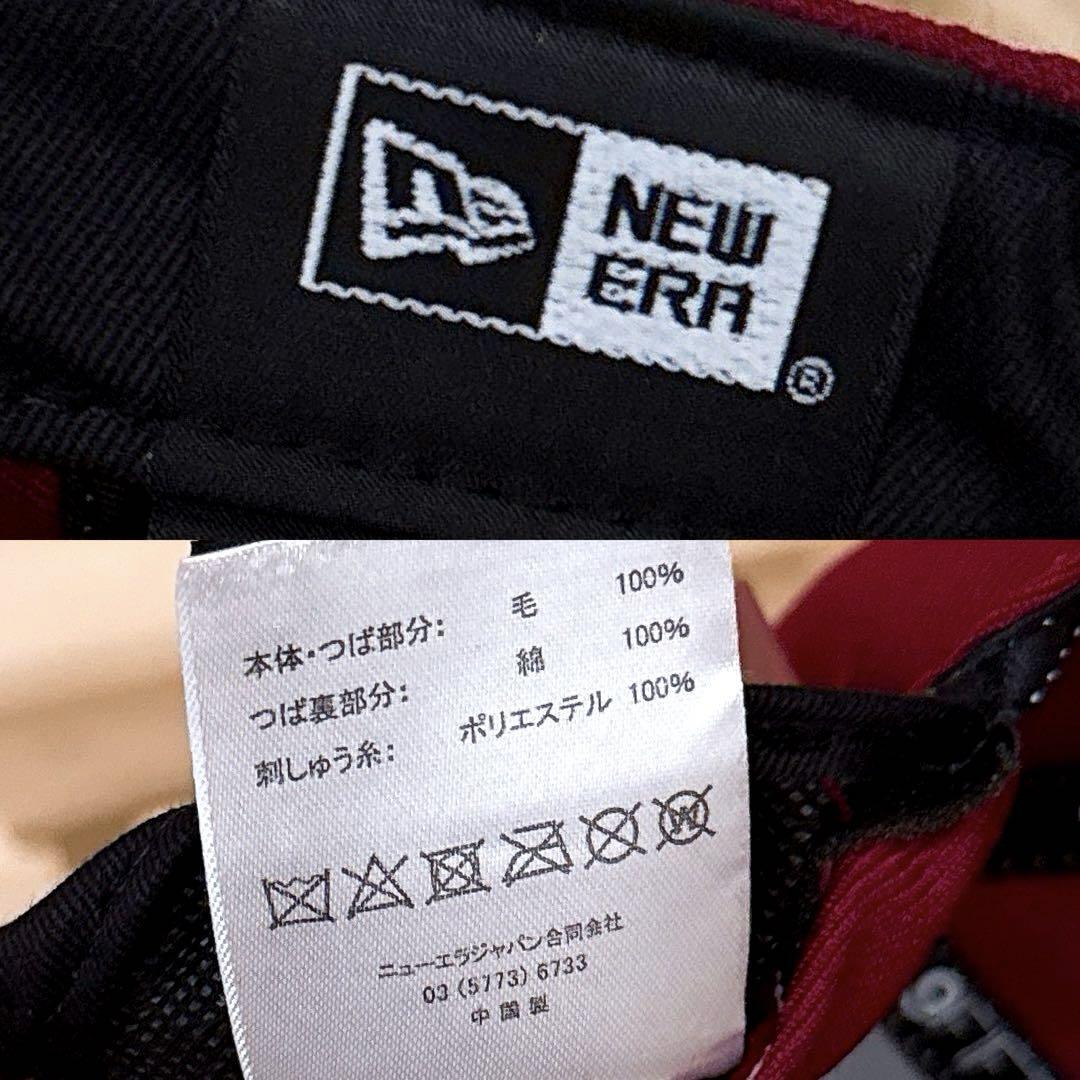 NEW
ERA
®
本体・つば部分: 毛 100%
つば裏部分: 綿 100%
刺しゅう糸: ポリエステル 100%
W
ニューエラジャパン合同会社
03 (5773) 6733
中国製